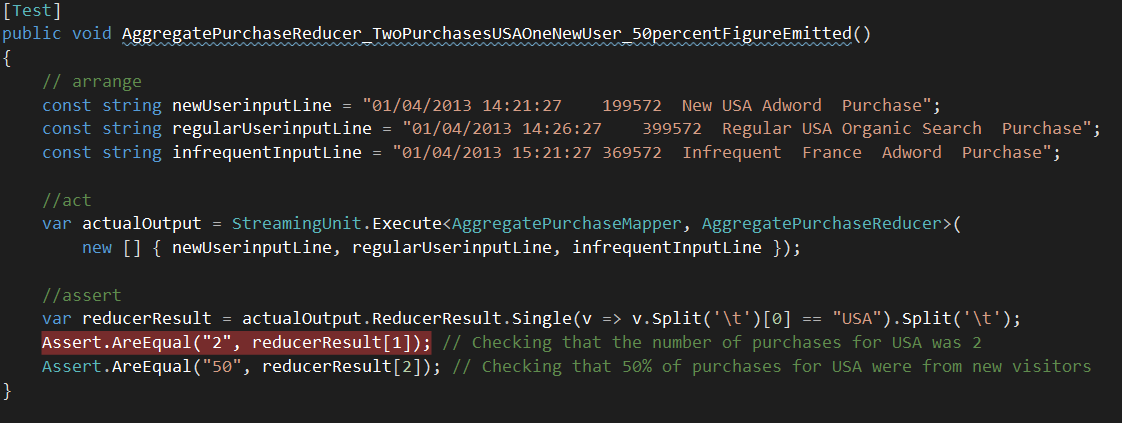 [Test]
public void AggregatePurchaseReducer_TwoPurchasesUSAOneNewUser_50percentFigureEmitted()
{
    // arrange
    const string newUserinputLine = "01/04/2013 14:21:27    199572  New USA Adword  Purchase";
    const string regularUserinputLine = "01/04/2013 14:26:27    399572  Regular USA Organic Search  Purchase";
    const string infrequentInputLine = "01/04/2013 15:21:27 369572  Infrequent  France  Adword  Purchase";

    //act
    var actualOutput = StreamingUnit.Execute<AggregatePurchaseMapper, AggregatePurchaseReducer>(
        new [] { newUserinputLine, regularUserinputLine, infrequentInputLine });

    //assert
    var reducerResult = actualOutput.ReducerResult.Single(v => v.Split('\t')[0] == "USA").Split('\t');
    Assert.AreEqual("2", reducerResult[1]); // Checking that the number of purchases for USA was 2
    Assert.AreEqual("50", reducerResult[2]); // Checking that 50% of purchases for USA were from new visitors
}